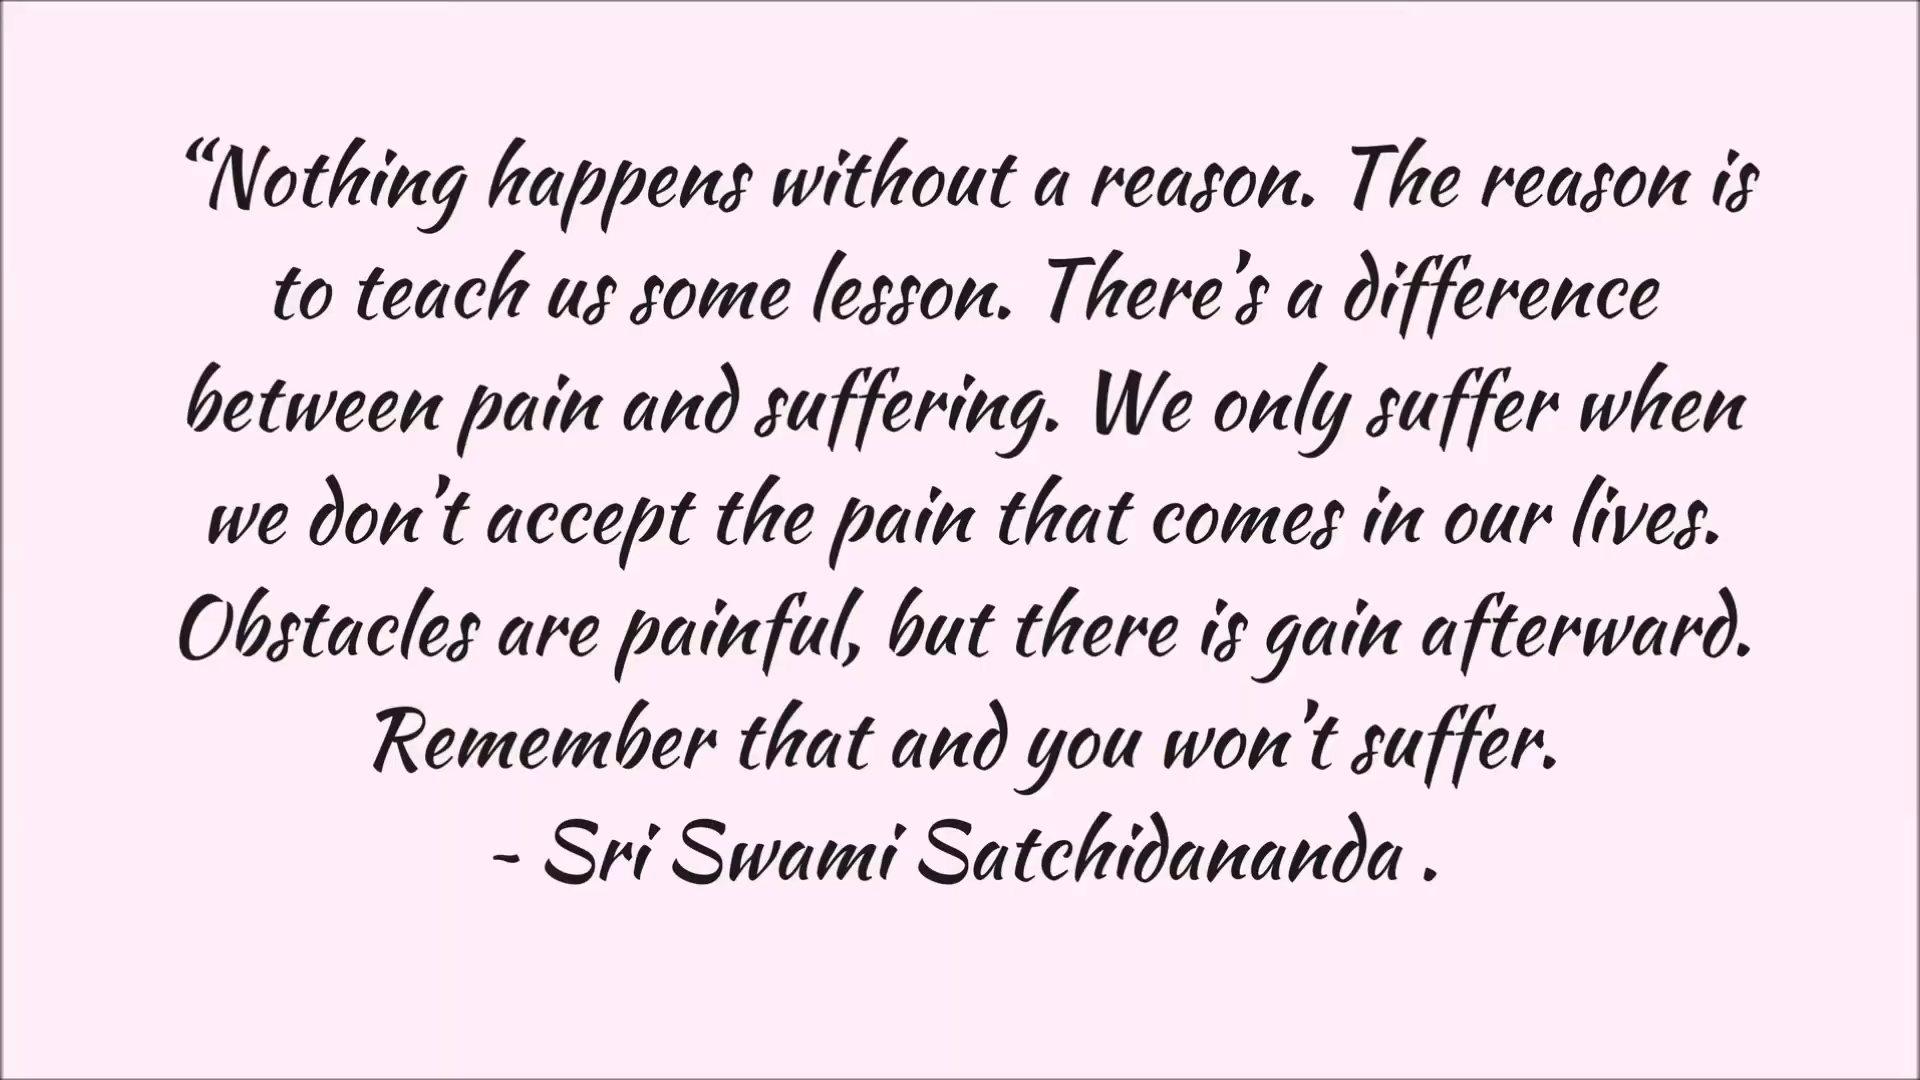 “Nothing happens without a reason. The reason is
to teach us some lesson. There’s a difference
between pain and suffering. We only suffer when
we don’t accept the pain that comes in our lives.
Obstacles are painful, but there is gain afterward.
Remember that and you won’t suffer.
~ Sri Swami Satchidananda .